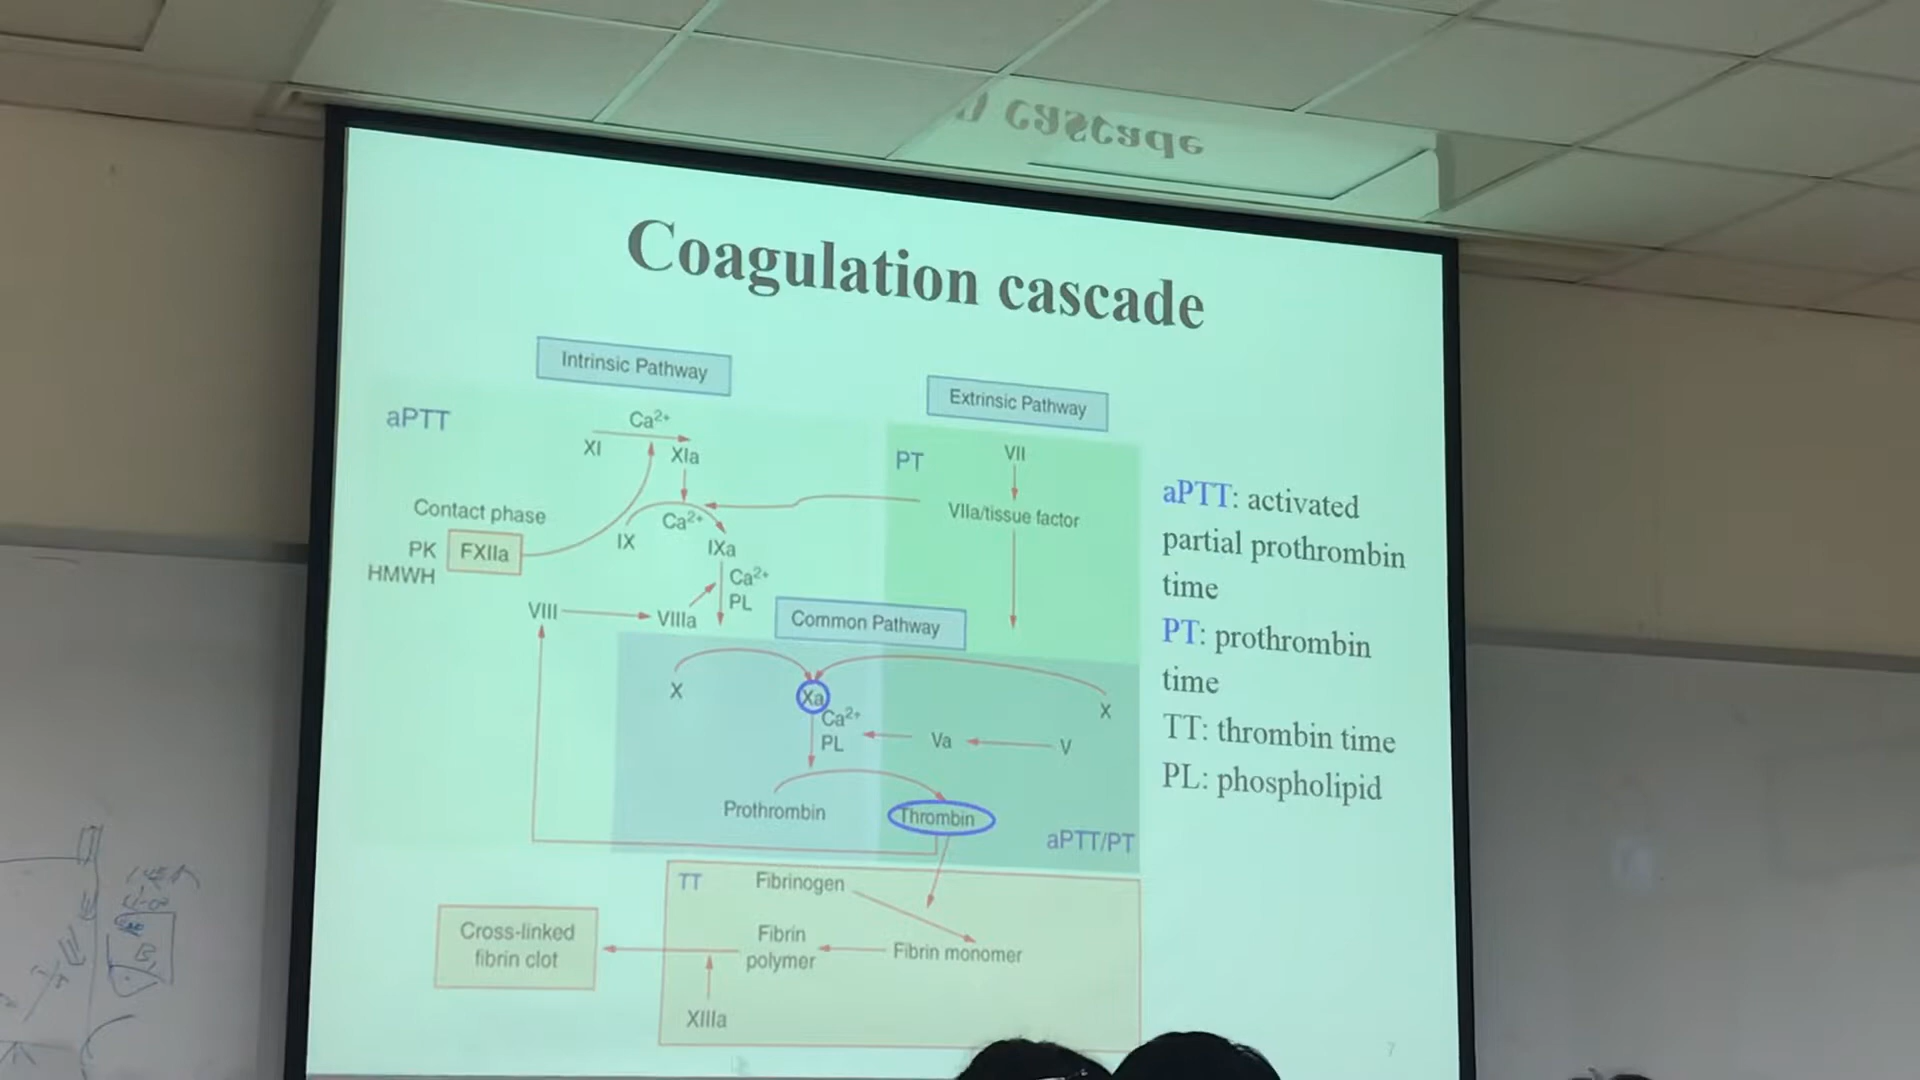 Coagulation cascade
Intrinsic Pathway
Extrinsic Pathway
aPTT
Ca²⁺
XI
XIa
PT
VII
Contact phase
Ca²⁺
VIIa/tissue factor
PK
FXIIa
IX
IXa
HMWH
Ca²⁺
PL
VIII
VIIIa
Common Pathway
X
Xa
X
Ca²⁺
PL
Va
V
Prothrombin
Thrombin
aPTT/PT
TT
Fibrinogen
Cross-linked
fibrin clot
Fibrin
polymer
Fibrin monomer
XIIIa
aPTT: activated
partial prothrombin
time
PT: prothrombin
time
TT: thrombin time
PL: phospholipid
7
cascade